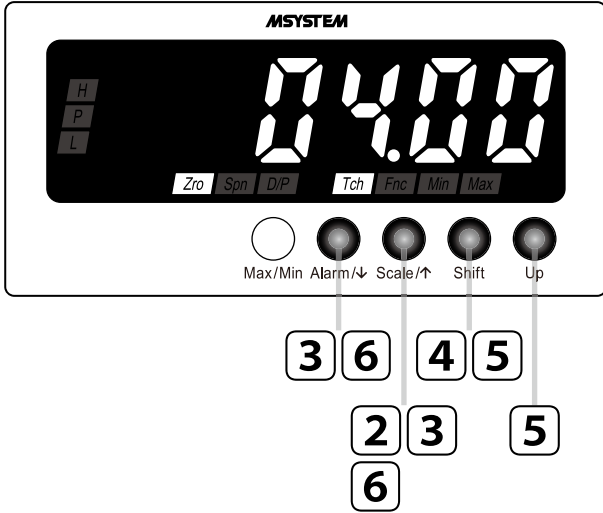 MSYSTEM
H
04.00
P
L
Zro Spn D/P Tch Fnc Min Max
Max/Min Alarm/↓ Scale/↑ Shift Up
3 6 4 5
2 3 5
6